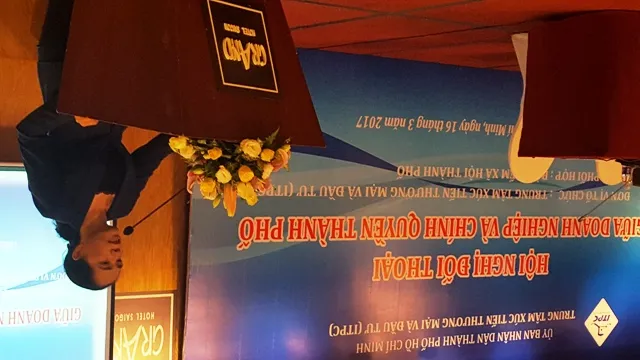 ỦY BAN NHÂN DÂN THÀNH PHỐ HỒ CHÍ MINH
TRUNG TÂM XÚC TIẾN THƯƠNG MẠI VÀ ĐẦU TƯ (ITPC)
ITPC
HỘI NGHỊ ĐỐI THOẠI
GIỮA DOANH NGHIỆP VÀ CHÍNH QUYỀN THÀNH PHỐ
ĐƠN VỊ TỔ CHỨC: TRUNG TÂM XÚC TIẾN THƯƠNG MẠI VÀ ĐẦU TƯ (ITPC)
PHỐI HỢP: XÃ HỘI THÀNH PHỐ
Minh, ngày 16 tháng 3 năm 2017
GRAND
HOTEL SAIGON
GRAND
HOTEL SAIGO
GIỮA DOANH N